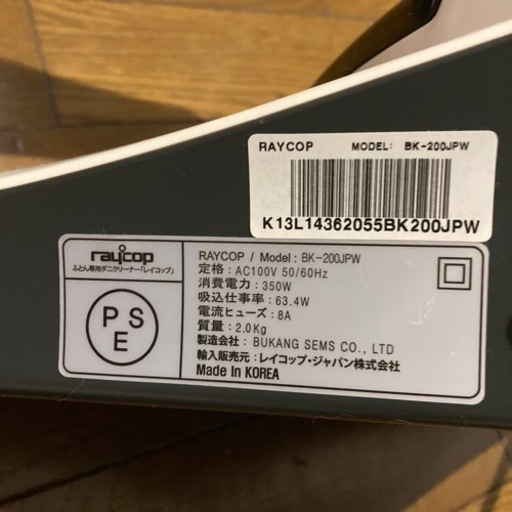 RAYCOP MODEL: BK-200JPW
K13L14362055BK200JPW
raycop
ふとん専用ダニクリーナー「レイコップ」
PSE
RAYCOP / Model: BK-200JPW
定格：AC100V 50/60Hz
消費電力：350W
吸込仕事率：63.4W
電流ヒューズ：8A
質量：2.0Kg
製造会社：BUKANG SEMS CO., LTD
輸入販売元：レイコップ・ジャパン株式会社
Made In KOREA